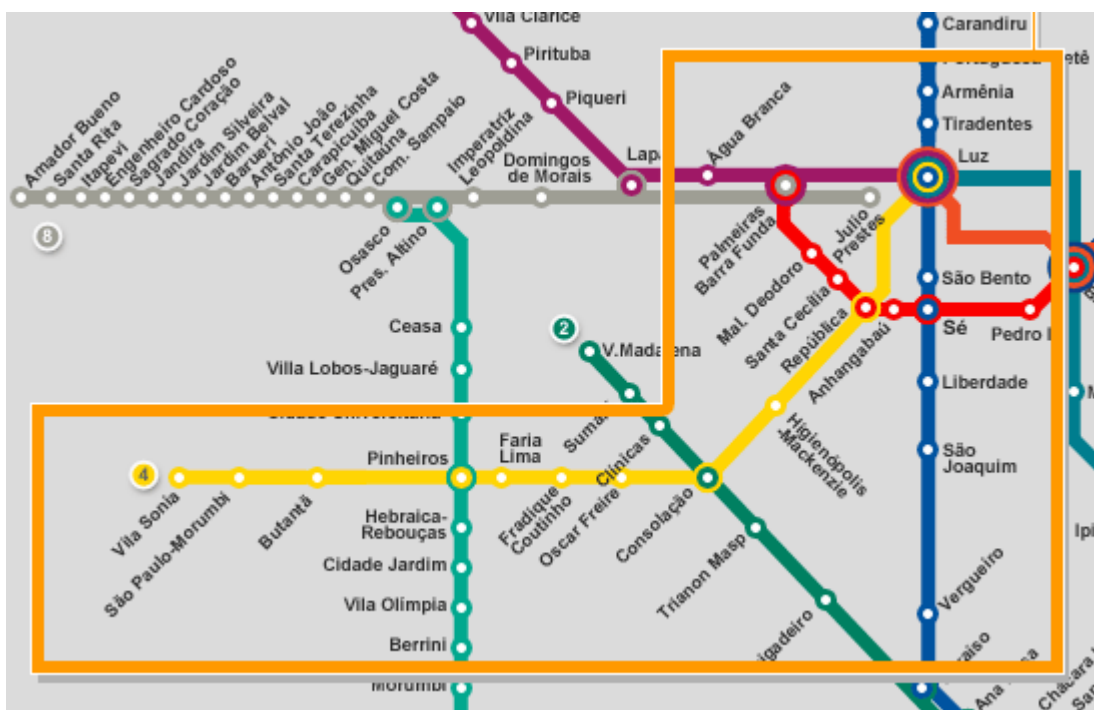 Vila Clarice
Carandiru
Pirituba
Armênia
Piqueri
Tiradentes
Luz
Água Branca
Amador Bueno
Santa Rita
Itapevi
Engenheiro Cardoso
Sagrado Coração
Jandira
Jardim Silveira
Jardim Belval
Barueri
Antônio João
Santa Terezinha
Carapicuíba
Gen. Miguel Costa
Quitaúna
Com. Sampaio
Imperatriz
Leopoldina
Domingos
de Morais
Lapa
8
Osasco
Pres. Altino
Palmeiras
Barra Funda
Julio
Prestes
Mal. Deodoro
Santa Cecília
República
Anhangabaú
São Bento
Sé
Pedro I
Ceasa
2
V.Madalena
Villa Lobos-Jaguaré
Liberdade
Sumaré
Clínicas
Higienópolis
-Mackenzie
São
Joaquim
Faria
Lima
Pinheiros
4
Vila Sonia
São Paulo-Morumbi
Butantã
Fradique
Coutinho
Oscar Freire
Consolação
Hebraica-
Rebouças
Cidade Jardim
Trianon Masp
Vila Olímpia
Vergueiro
Berrini
igadeiro
Morumbi
raiso
Ipi